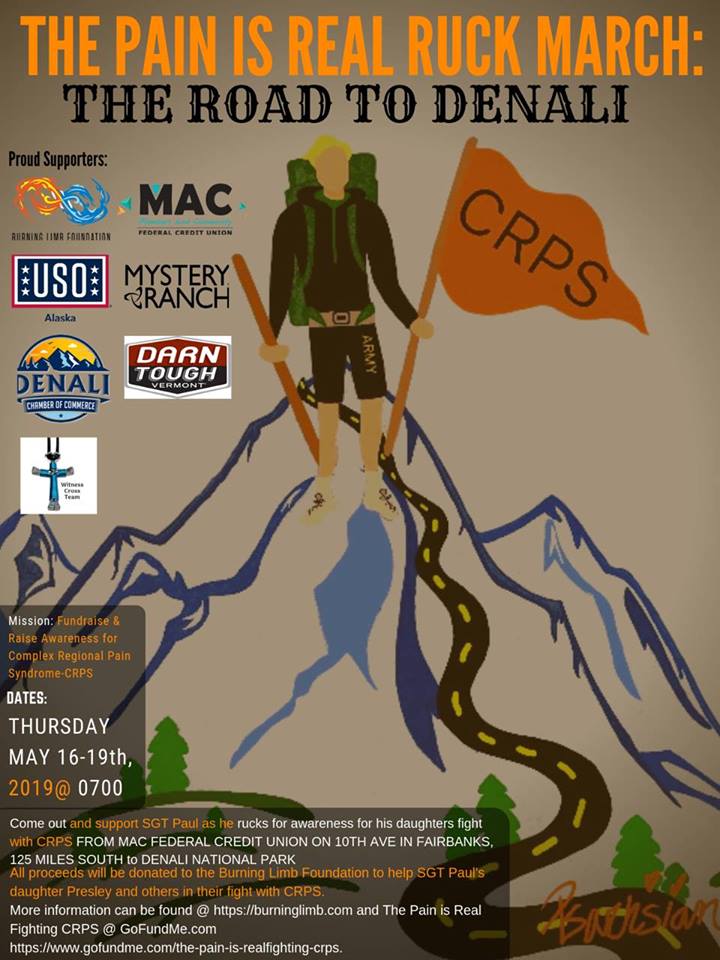 THE PAIN IS REAL RUCK MARCH:
THE ROAD TO DENALI
Proud Supporters:
BURNING LIMB FOUNDATION
MAC
FEDERAL CREDIT UNION
USO
Alaska
MYSTERY
RANCH
DENALI
CHAMBER OF COMMERCE
DARN
TOUGH
VERMONT
Witness
Cross
Team
CRPS
ARMY
Mission: Fundraise &
Raise Awareness for
Complex Regional Pain
Syndrome-CRPS
DATES:
THURSDAY
MAY 16-19th,
2019@ 0700
Come out and support SGT Paul as he rucks for awareness for his daughters fight
with CRPS FROM MAC FEDERAL CREDIT UNION ON 10TH AVE IN FAIRBANKS,
125 MILES SOUTH to DENALI NATIONAL PARK
All proceeds will be donated to the Burning Limb Foundation to help SGT Paul's
daughter Presley and others in their fight with CRPS.
More information can be found @ https://burninglimb.com and The Pain is Real
Fighting CRPS @ GoFundMe.com
https://www.gofundme.com/the-pain-is-realfighting-crps.